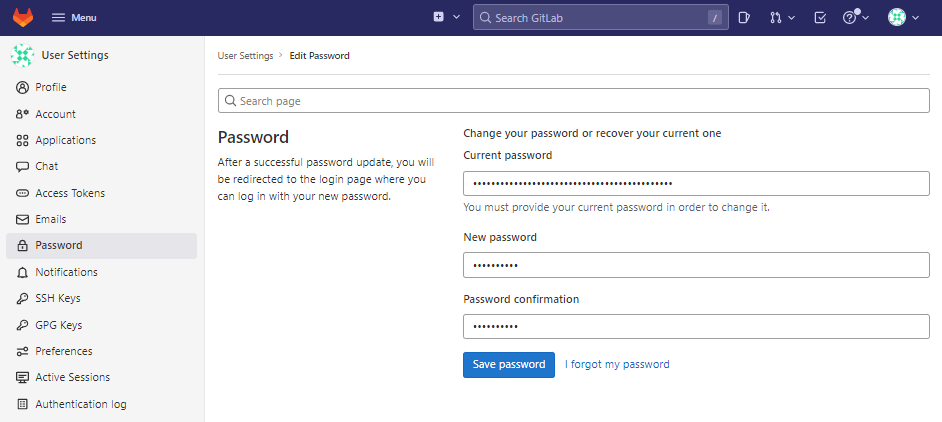 Menu
Search GitLab
/
User Settings
Profile
Account
Applications
Chat
Access Tokens
Emails
Password
Notifications
SSH Keys
GPG Keys
Preferences
Active Sessions
Authentication log
User Settings > Edit Password
Search page
Password
After a successful password update, you will
be redirected to the login page where you
can log in with your new password.
Change your password or recover your current one
Current password
You must provide your current password in order to change it.
New password
Password confirmation
Save password
I forgot my password